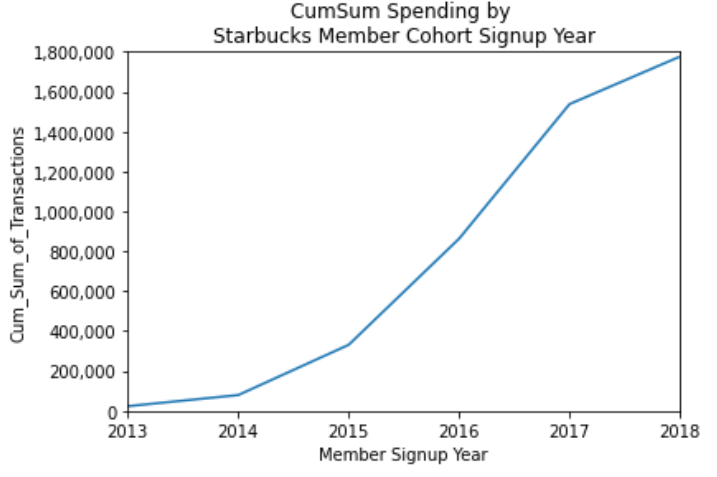 CumSum Spending by
Starbucks Member Cohort Signup Year
1,800,000
1,600,000
1,400,000
1,200,000
1,000,000
800,000
600,000
400,000
200,000
0
Cum_Sum_of_Transactions
2013 2014 2015 2016 2017 2018
Member Signup Year